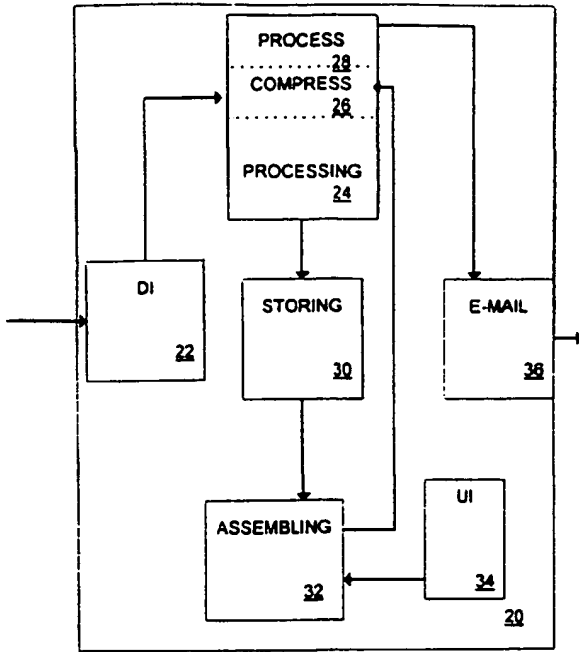 PROCESS
28
COMPRESS
26
PROCESSING
24
DI
22
STORING
30
E-MAIL
36
ASSEMBLING
32
UI
34
20